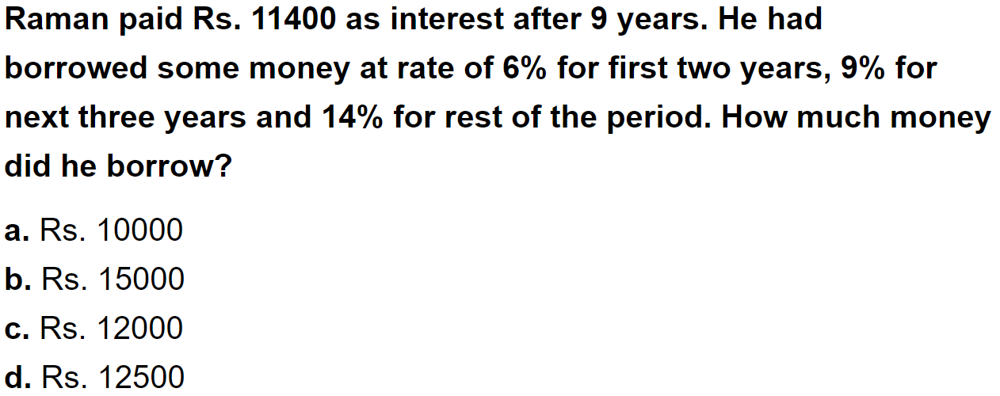 Raman paid Rs. 11400 as interest after 9 years. He had
borrowed some money at rate of 6% for first two years, 9% for
next three years and 14% for rest of the period. How much money
did he borrow?
a. Rs. 10000
b. Rs. 15000
c. Rs. 12000
d. Rs. 12500